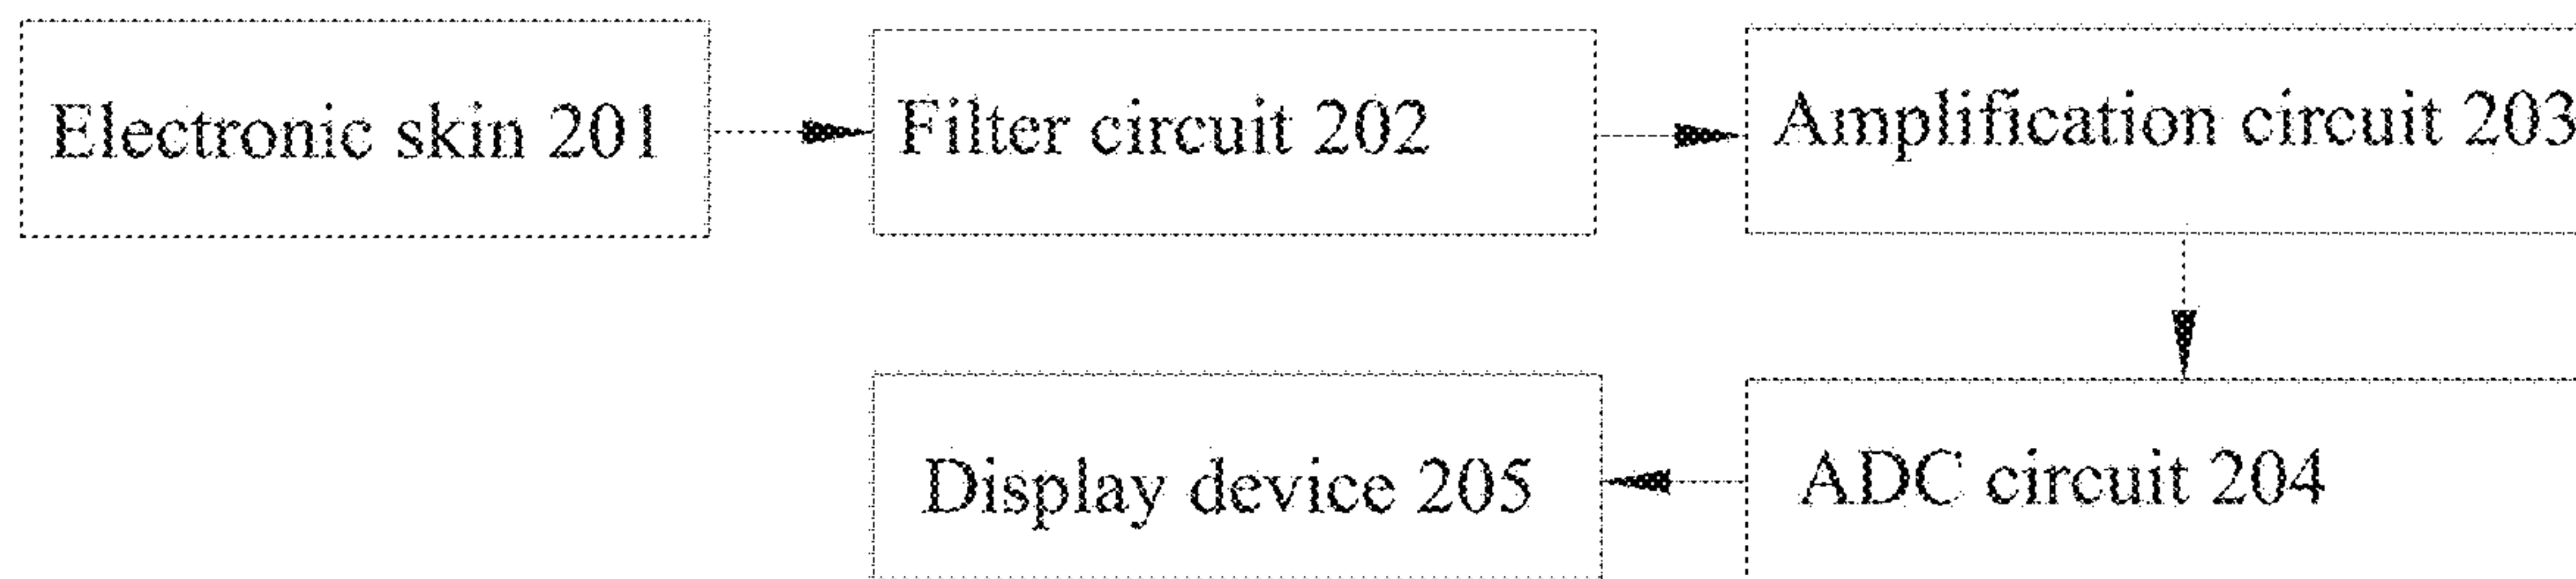 Electronic skin 201
Filter circuit 202
Amplification circuit 203
ADC circuit 204
Display device 205